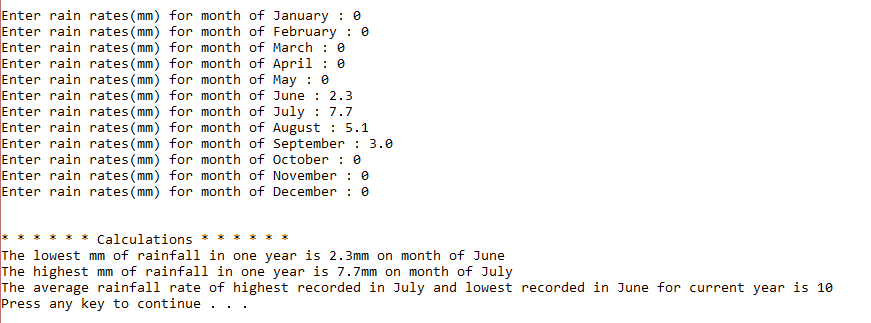 Enter rain rates(mm) for month of January : 0
Enter rain rates(mm) for month of February : 0
Enter rain rates(mm) for month of March : 0
Enter rain rates(mm) for month of April : 0
Enter rain rates(mm) for month of May : 0
Enter rain rates(mm) for month of June : 2.3
Enter rain rates(mm) for month of July : 7.7
Enter rain rates(mm) for month of August : 5.1
Enter rain rates(mm) for month of September : 3.0
Enter rain rates(mm) for month of October : 0
Enter rain rates(mm) for month of November : 0
Enter rain rates(mm) for month of December : 0
* * * * * * Calculations * * * * * *
The lowest mm of rainfall in one year is 2.3mm on month of June
The highest mm of rainfall in one year is 7.7mm on month of July
The average rainfall rate of highest recorded in July and lowest recorded in June for current year is 10
Press any key to continue . . .